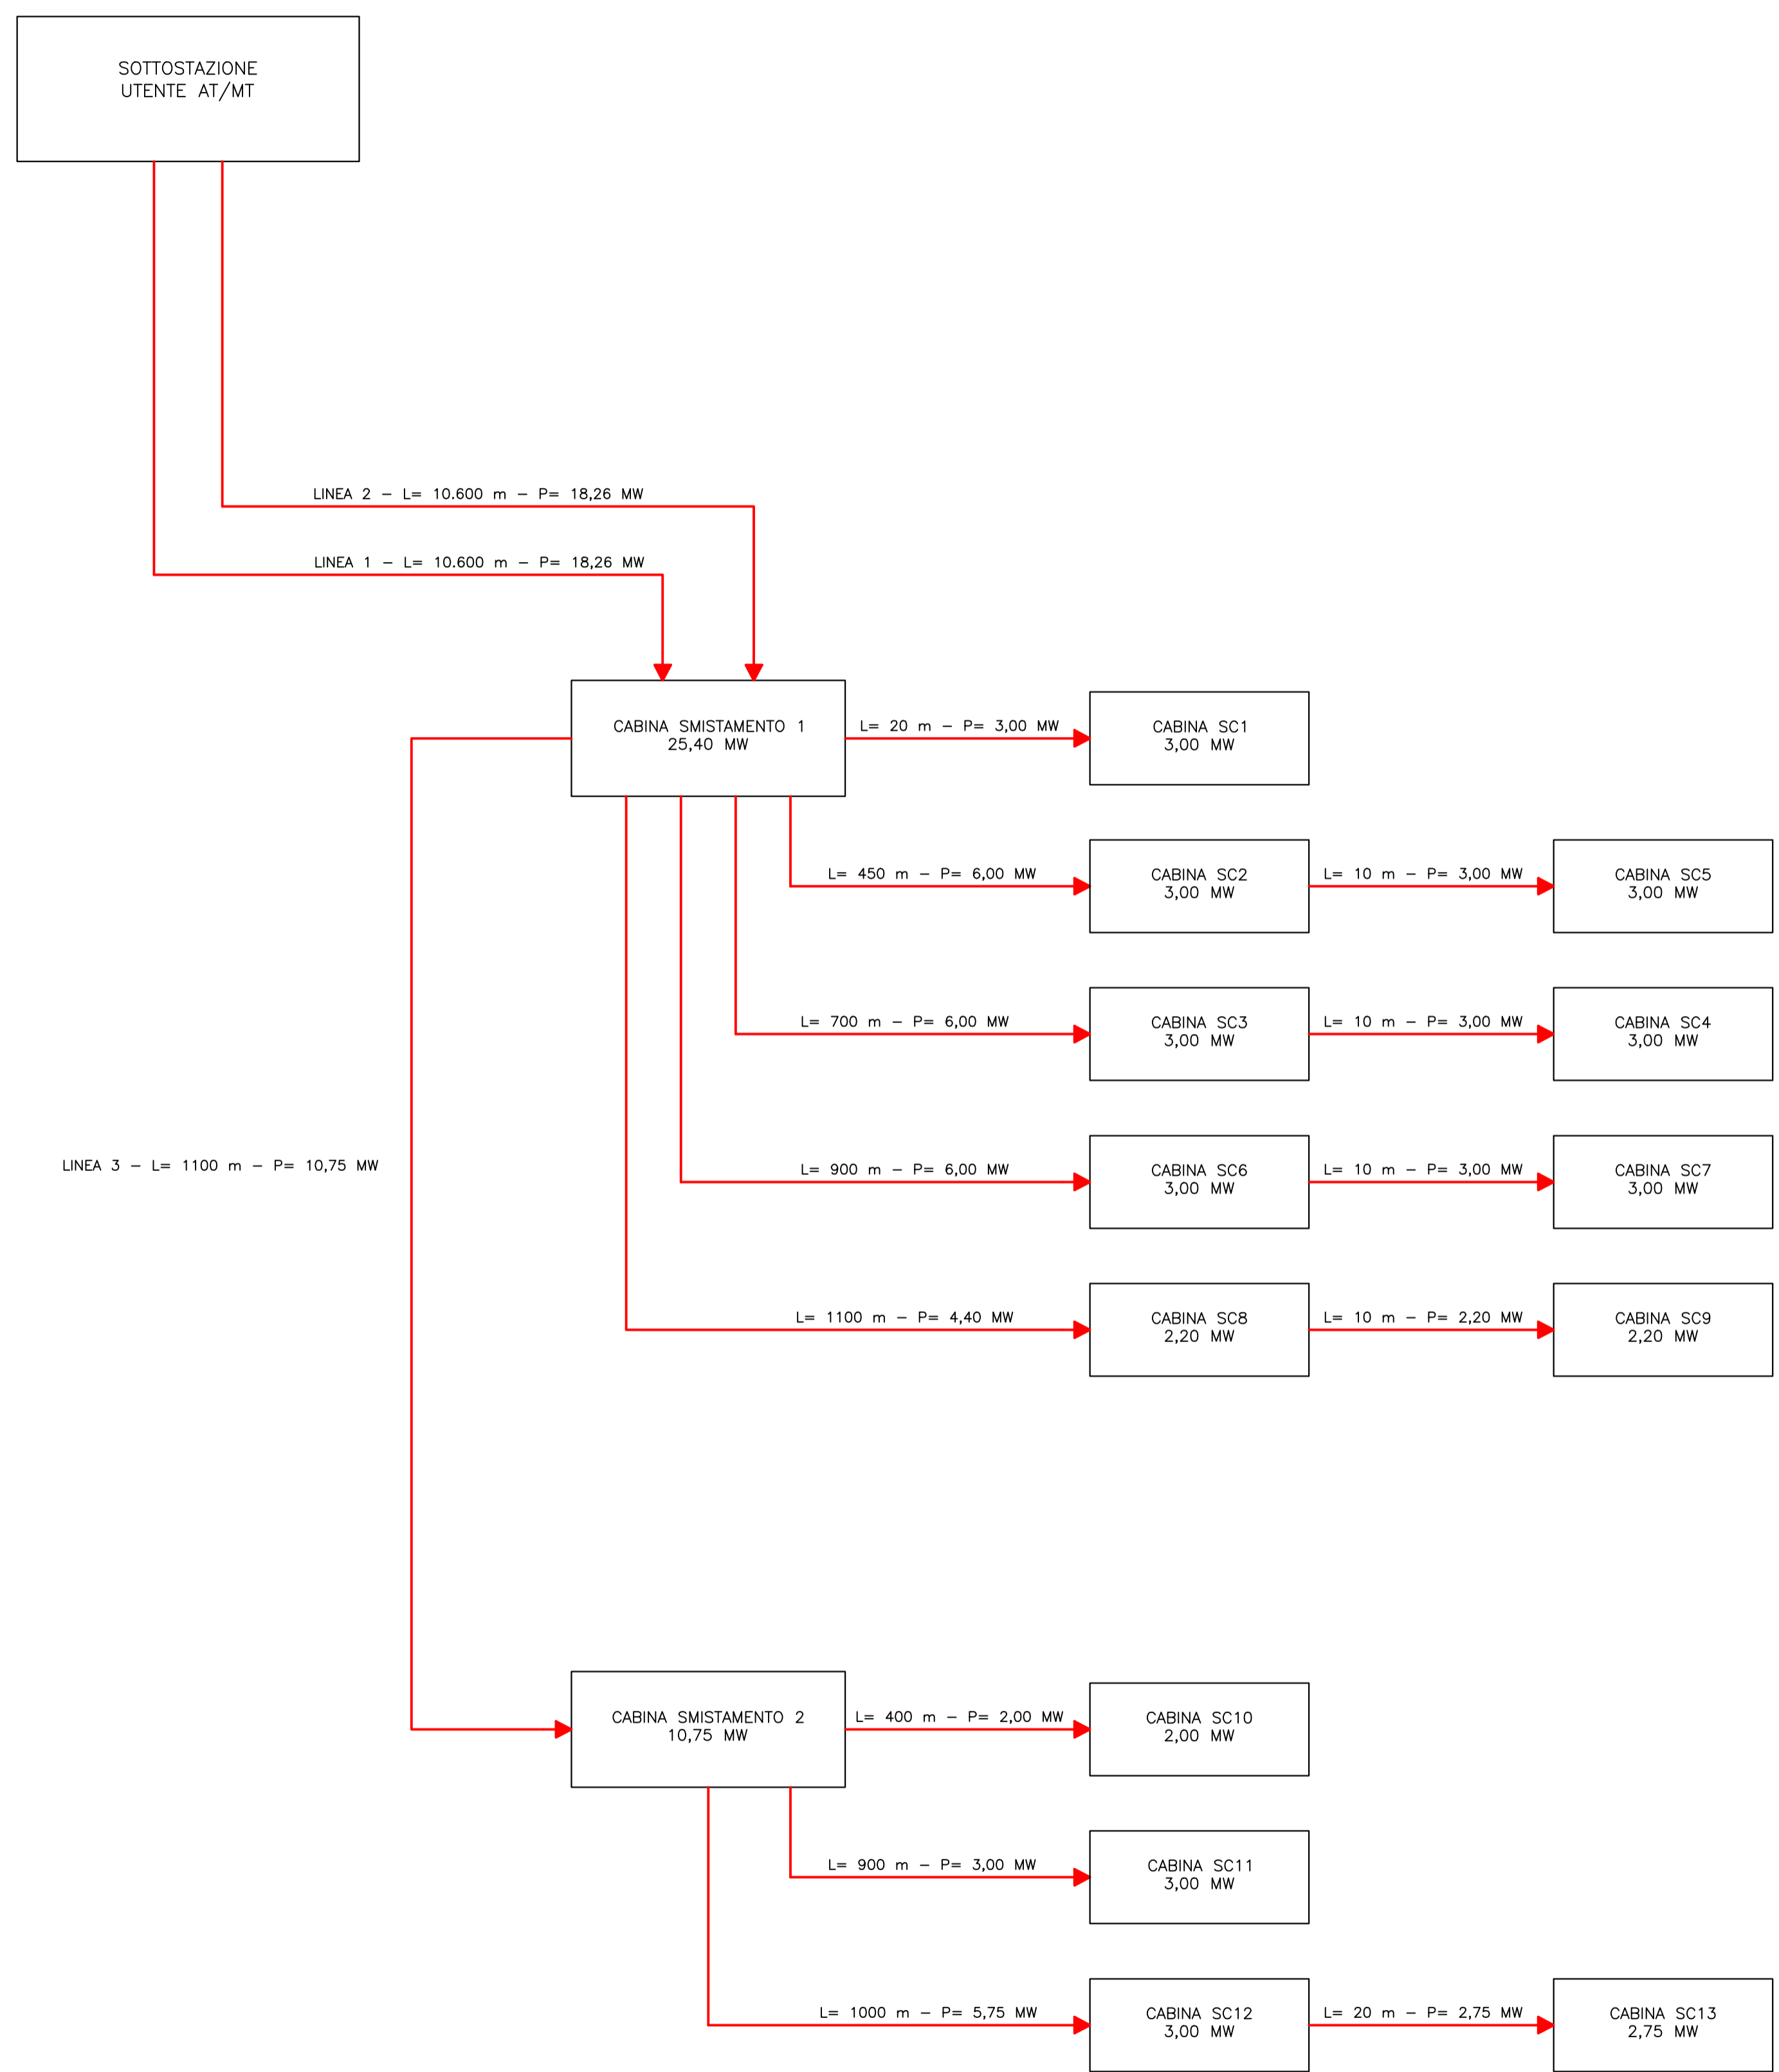 SOTTOSTAZIONE
UTENTE AT/MT
LINEA 2 - L= 10.600 m - P= 18,26 MW
LINEA 1 - L= 10.600 m - P= 18,26 MW
CABINA SMISTAMENTO 1
25,40 MW
L= 20 m - P= 3,00 MW
CABINA SC1
3,00 MW
L= 450 m - P= 6,00 MW
CABINA SC2
3,00 MW
L= 10 m - P= 3,00 MW
CABINA SC5
3,00 MW
L= 700 m - P= 6,00 MW
CABINA SC3
3,00 MW
L= 10 m - P= 3,00 MW
CABINA SC4
3,00 MW
LINEA 3 - L= 1100 m - P= 10,75 MW
L= 900 m - P= 6,00 MW
CABINA SC6
3,00 MW
L= 10 m - P= 3,00 MW
CABINA SC7
3,00 MW
L= 1100 m - P= 4,40 MW
CABINA SC8
2,20 MW
L= 10 m - P= 2,20 MW
CABINA SC9
2,20 MW
CABINA SMISTAMENTO 2
10,75 MW
L= 400 m - P= 2,00 MW
CABINA SC10
2,00 MW
L= 900 m - P= 3,00 MW
CABINA SC11
3,00 MW
L= 1000 m - P= 5,75 MW
CABINA SC12
3,00 MW
L= 20 m - P= 2,75 MW
CABINA SC13
2,75 MW